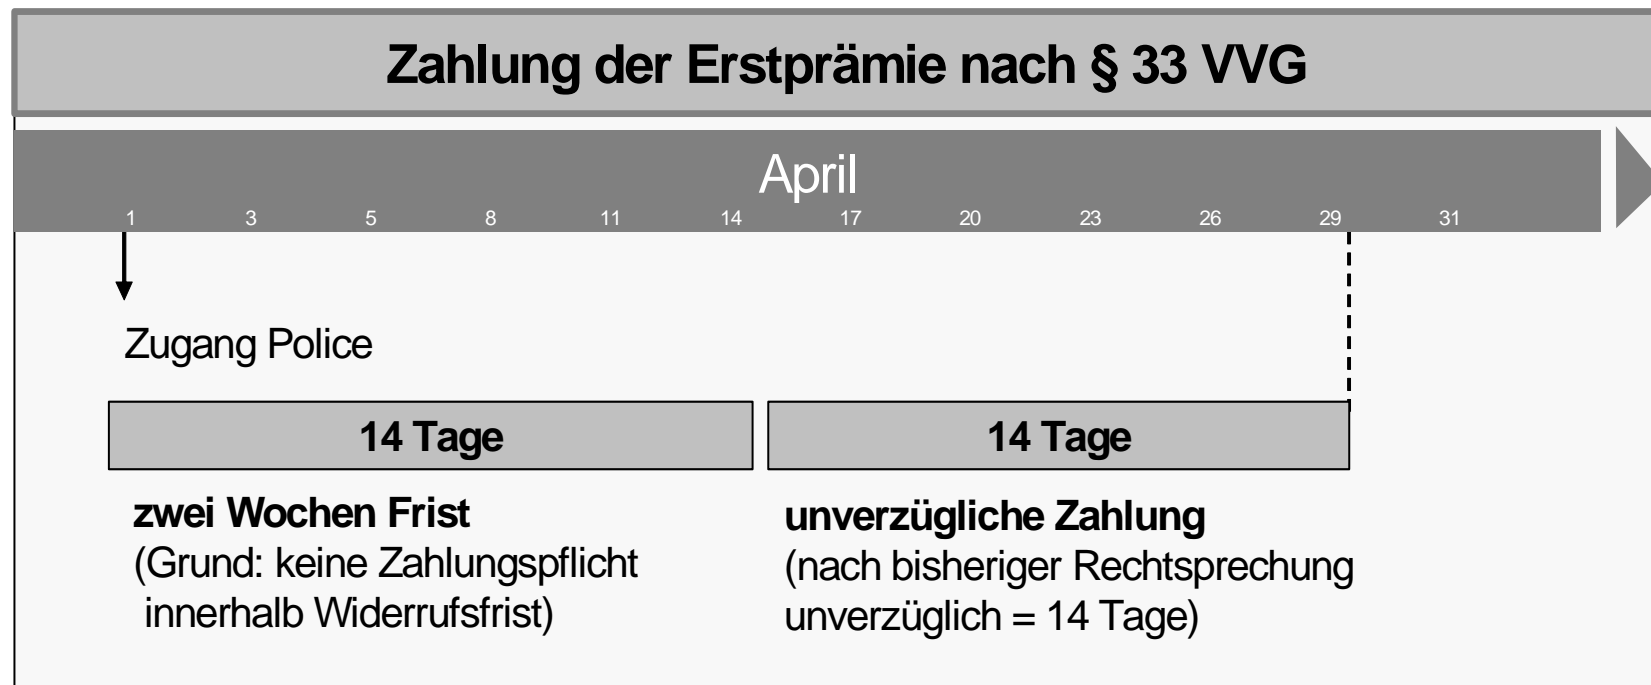 Zahlung der Erstprämie nach § 33 VVG
April
1 3 5 8 11 14 17 20 23 26 29 31
Zugang Police
14 Tage 14 Tage
zwei Wochen Frist
(Grund: keine Zahlungspflicht
innerhalb Widerrufsfrist)
unverzügliche Zahlung
(nach bisheriger Rechtsprechung
unverzüglich = 14 Tage)